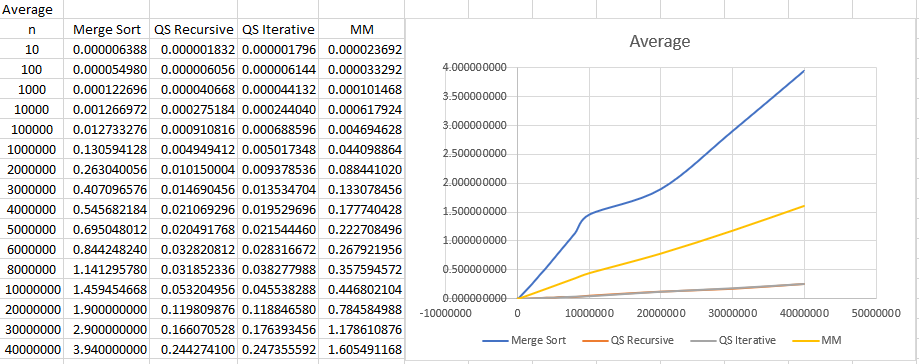 Average
n Merge Sort QS Recursive QS Iterative MM
10 0.000006388 0.000001832 0.000001796 0.000023692
100 0.000054980 0.000006056 0.000006144 0.000033292
1000 0.000122696 0.000040668 0.000044132 0.000101468
10000 0.001266972 0.000275184 0.000244040 0.000617924
100000 0.012733276 0.000910816 0.000688596 0.004694628
1000000 0.130594128 0.004949412 0.005017348 0.044098864
2000000 0.263040056 0.010150004 0.009378536 0.088441020
3000000 0.407096576 0.014690456 0.013534704 0.133078456
4000000 0.545682184 0.021069296 0.019529696 0.177740428
5000000 0.695048012 0.020491768 0.021544460 0.222708496
6000000 0.844248240 0.032820812 0.028316672 0.267921956
8000000 1.141295780 0.031852336 0.038277988 0.357594572
10000000 1.459454668 0.053204956 0.045538288 0.446802104
20000000 1.900000000 0.119809876 0.118846580 0.784584988
30000000 2.900000000 0.166070528 0.176393456 1.178610876
40000000 3.940000000 0.244274100 0.247355592 1.605491168
Average
4.000000000
3.500000000
3.000000000
2.500000000
2.000000000
1.500000000
1.000000000
0.500000000
0.000000000
-10000000 0 10000000 20000000 30000000 40000000 50000000
Merge Sort QS Recursive QS Iterative MM